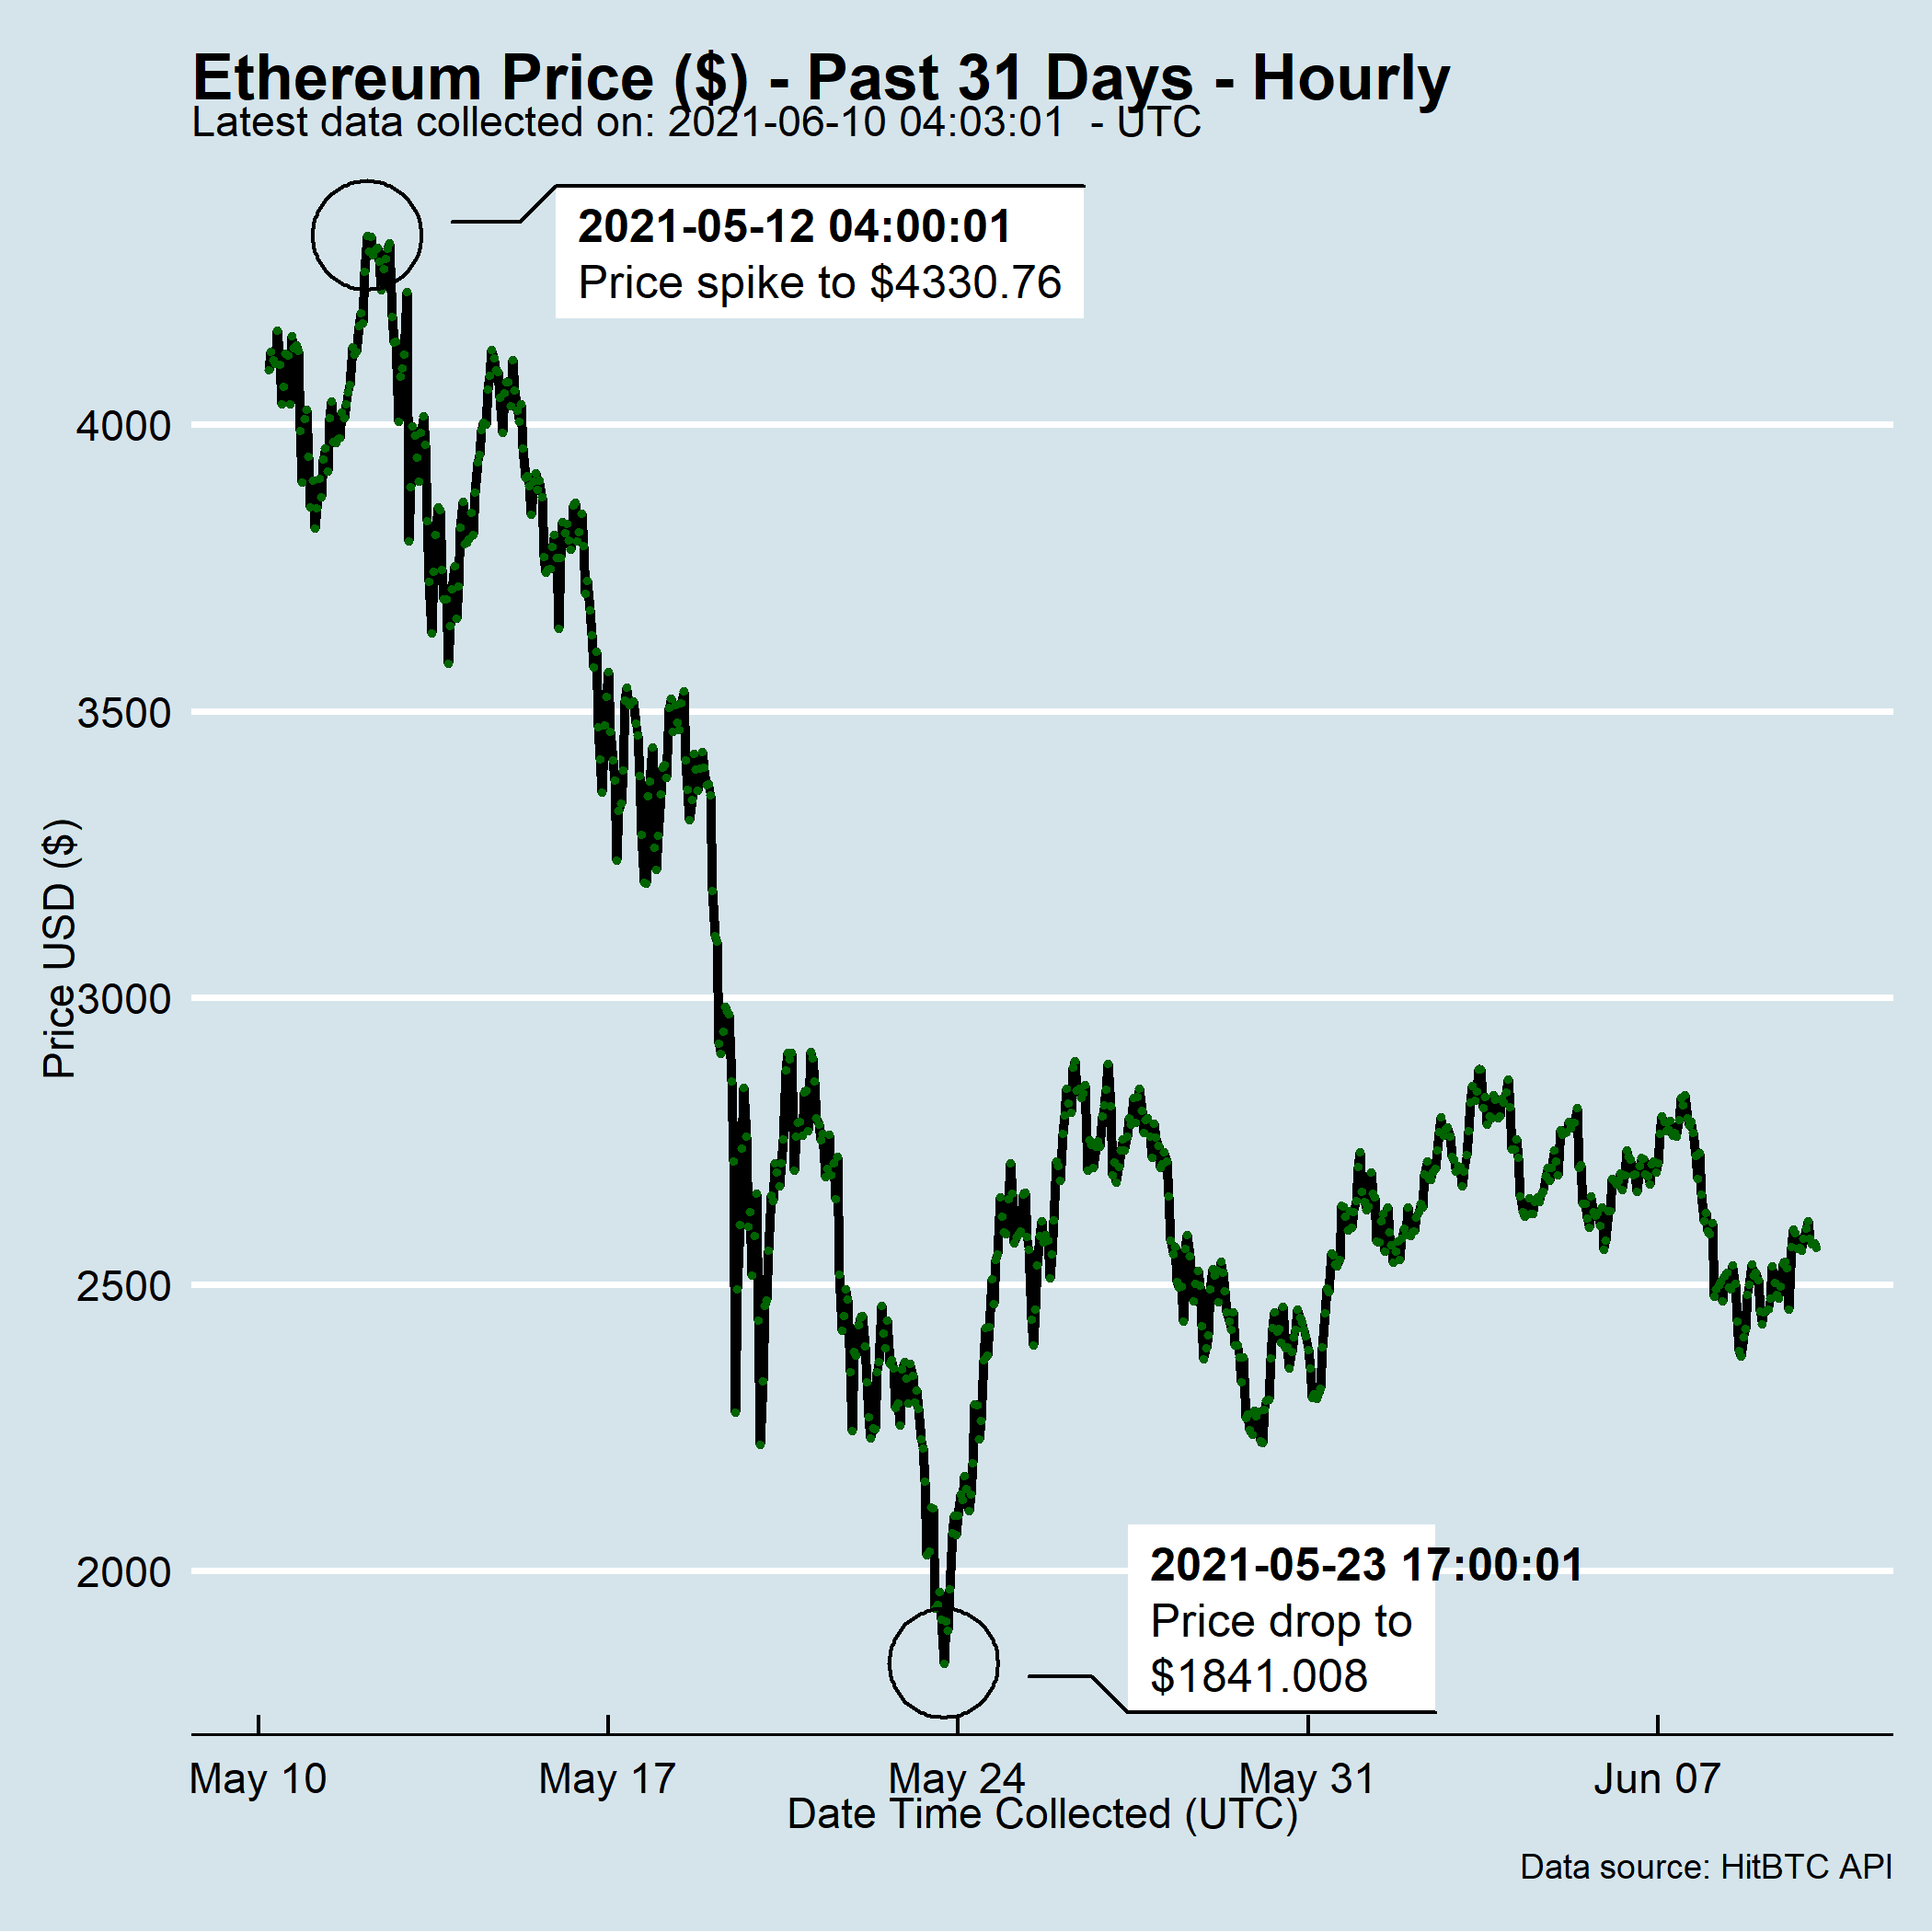 Ethereum Price ($) - Past 31 Days - Hourly
Latest data collected on: 2021-06-10 04:03:01  - UTC
2021-05-12 04:00:01
Price spike to $4330.76
4000
3500
3000
2500
2000
Price USD ($)
2021-05-23 17:00:01
Price drop to
$1841.008
May 10
May 17
May 24
May 31
Jun 07
Date Time Collected (UTC)
Data source: HitBTC API